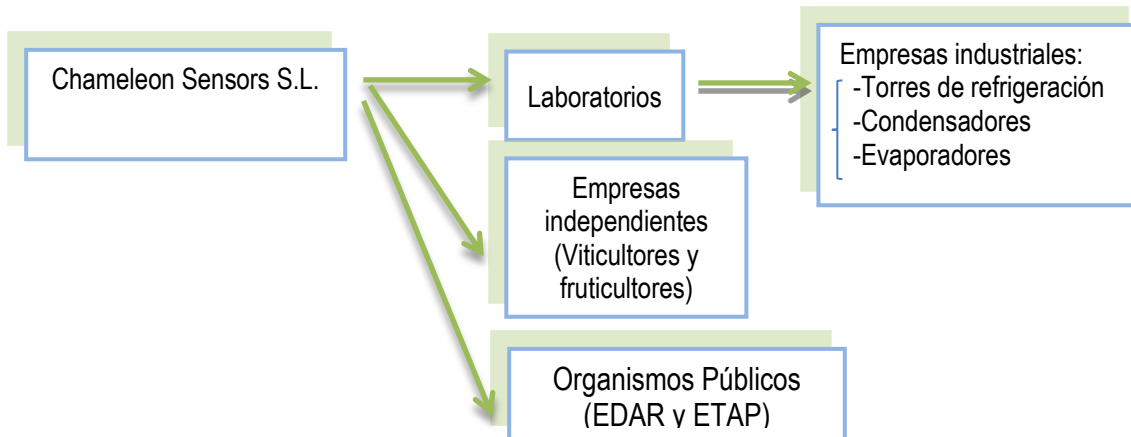 Chameleon Sensors S.L.
Laboratorios
Empresas industriales:
-Torres de refrigeración
-Condensadores
-Evaporadores
Empresas
independientes
(Viticultores y
fruticultores)
Organismos Públicos
(EDAR y ETAP)